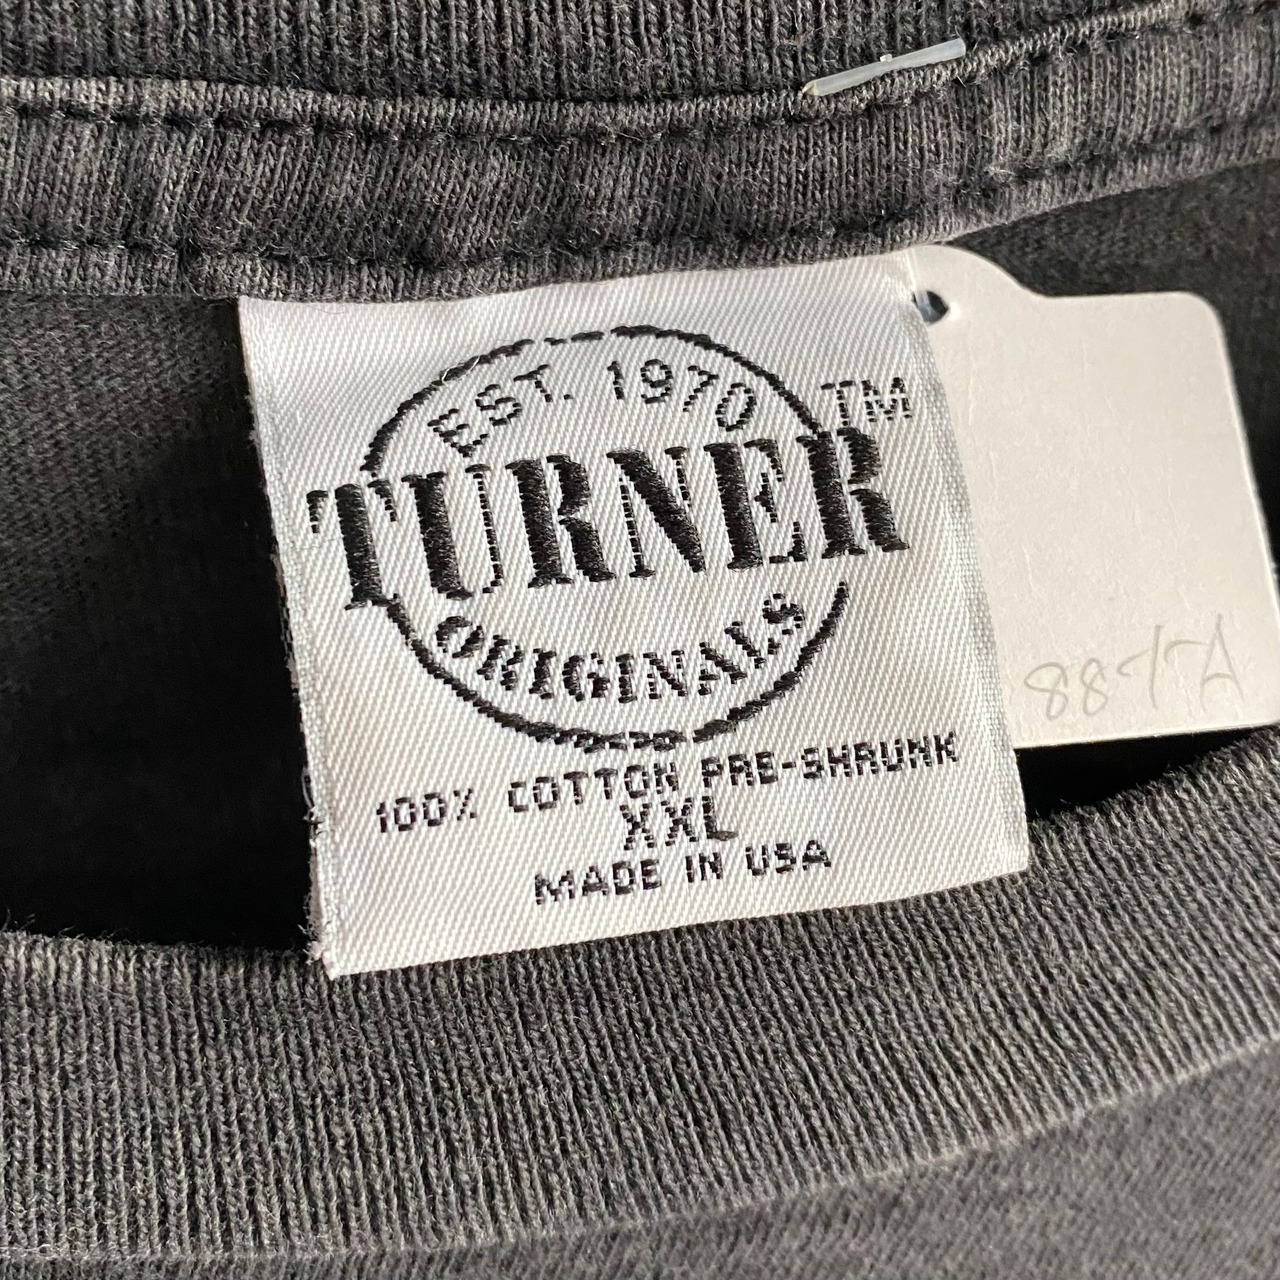 EST. 1970
TURNER TM
ORIGINALS
100% COTTON PRE-SHRUNK
XXL
MADE IN USA